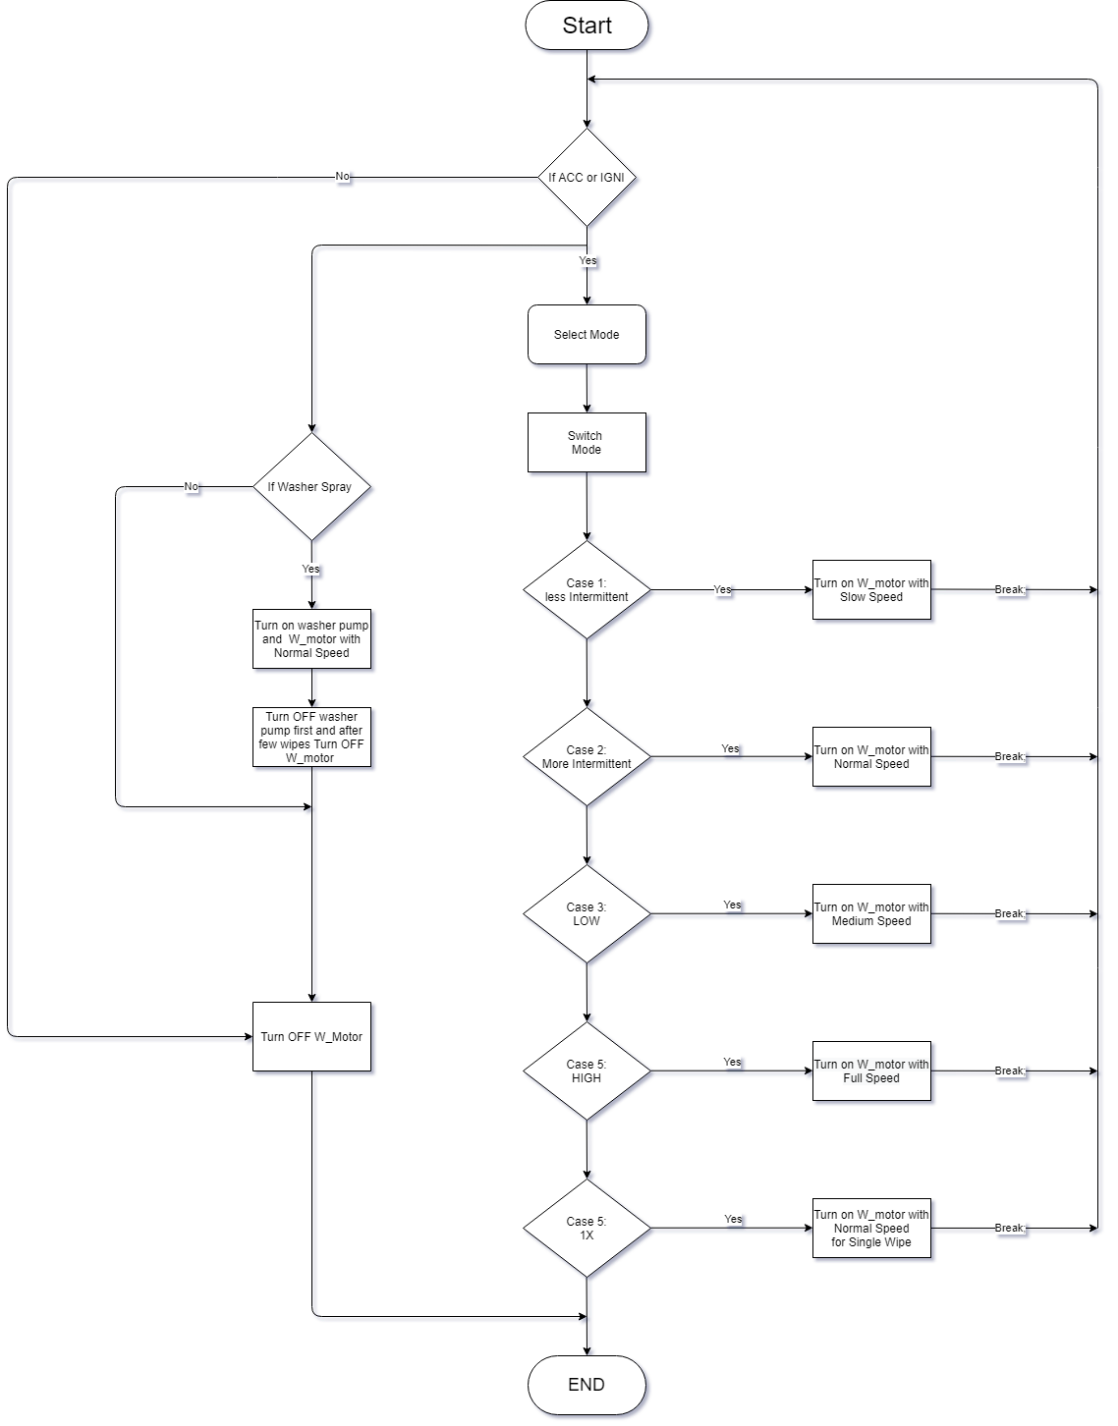 Start
If ACC or IGNI
No
Yes
Select Mode
Switch
Mode
If Washer Spray
No
Yes
Turn on washer pump
and W_motor with
Normal Speed
Turn OFF washer
pump first and after
few wipes Turn OFF
W_motor
Turn OFF W_Motor
Case 1:
less Intermittent
Yes
Turn on W_motor with
Slow Speed
Break;
Case 2:
More Intermittent
Yes
Turn on W_motor with
Normal Speed
Break;
Case 3:
LOW
Yes
Turn on W_motor with
Medium Speed
Break;
Case 5:
HIGH
Yes
Turn on W_motor with
Full Speed
Break;
Case 5:
1X
Yes
Turn on W_motor with
Normal Speed
for Single Wipe
Break;
END